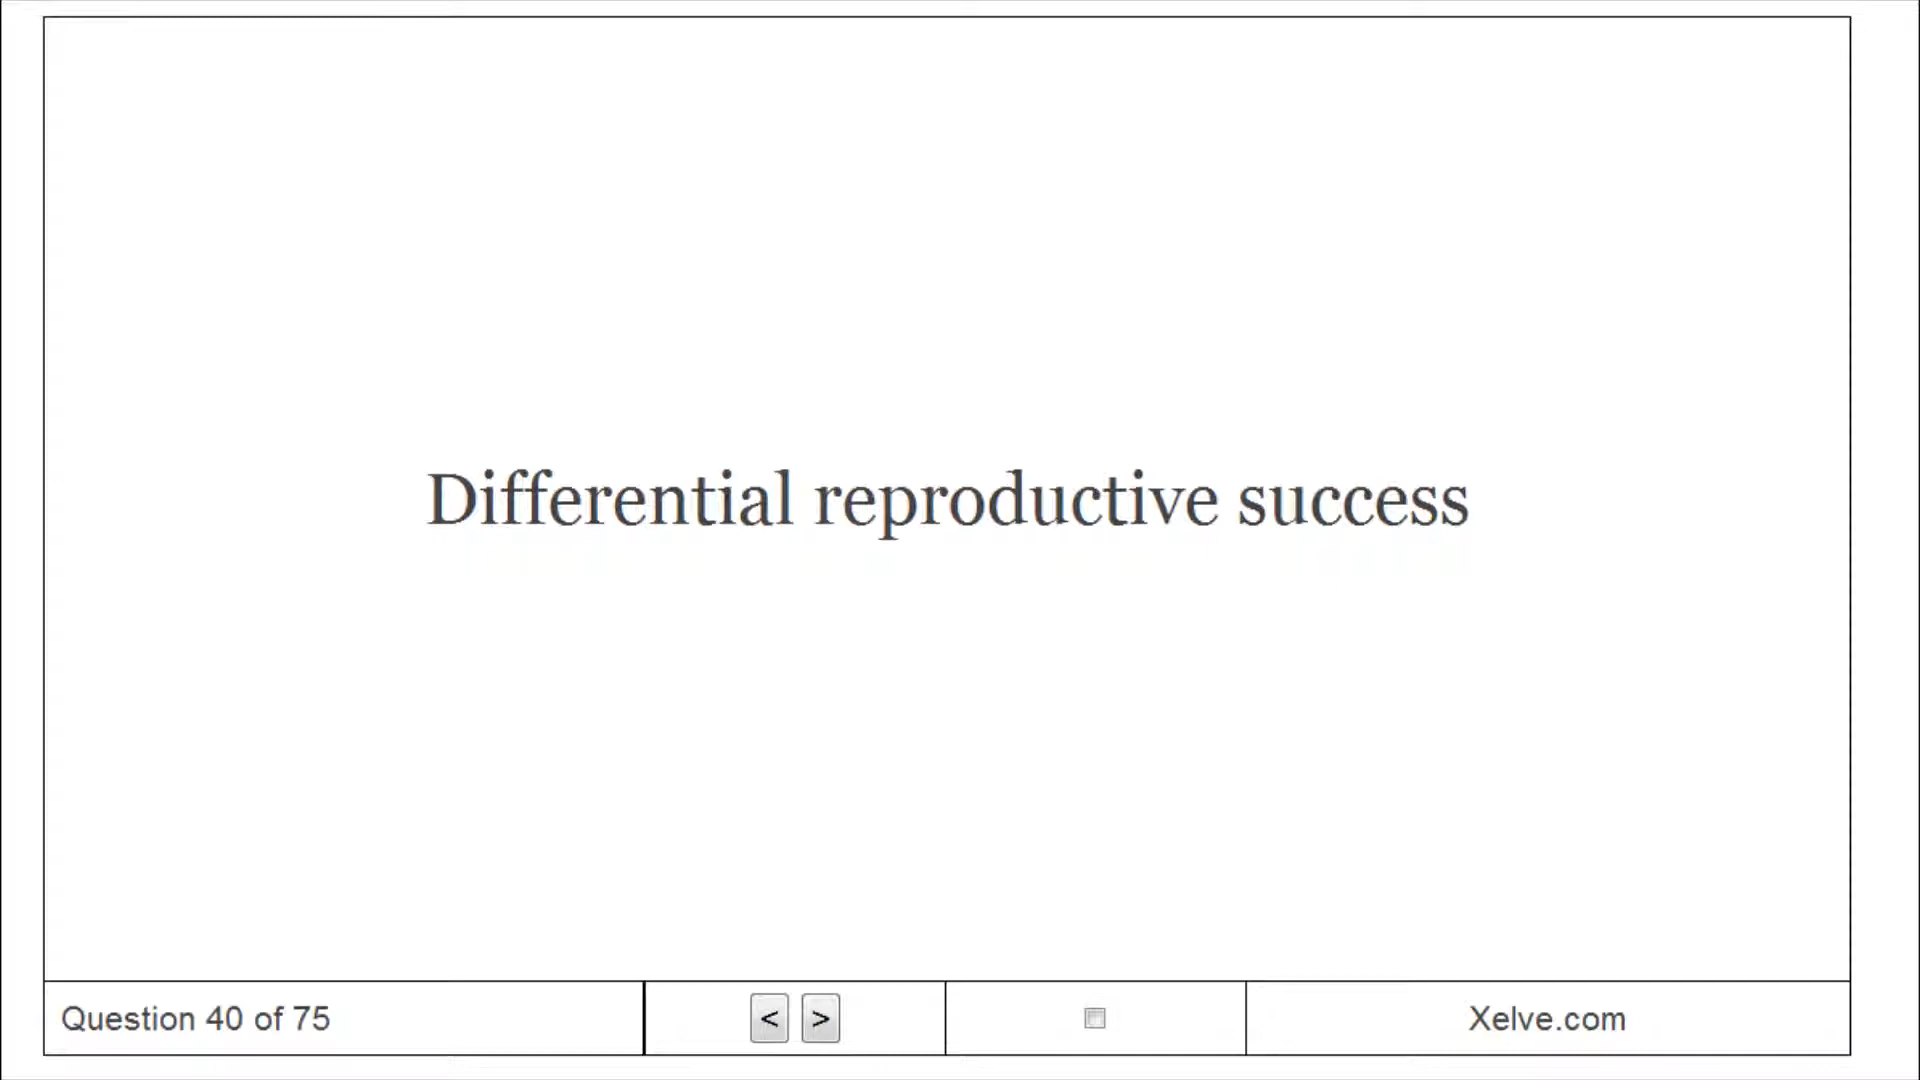 Differential reproductive success
Question 40 of 75
< >
Xelve.com